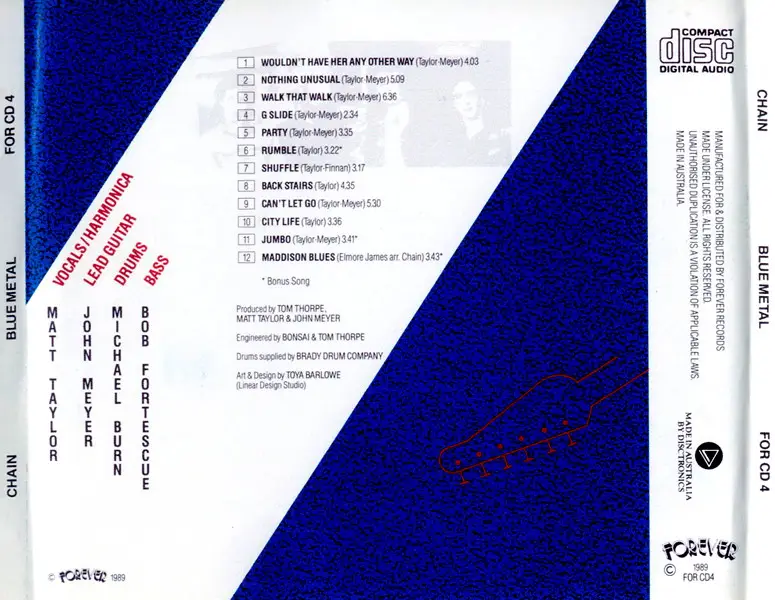 CHAIN
BLUE METAL
FOR CD 4
1 WOULDN'T HAVE HER ANY OTHER WAY (Taylor-Meyer) 4.03
2 NOTHING UNUSUAL (Taylor-Meyer) 5.09
3 WALK THAT WALK (Taylor-Meyer) 6.36
4 G SLIDE (Taylor-Meyer) 2.34
5 PARTY (Taylor-Meyer) 3.35
6 RUMBLE (Taylor) 3.22*
7 SHUFFLE (Taylor-Finnan) 3.17
8 BACK STAIRS (Taylor) 4.35
9 CAN'T LET GO (Taylor-Meyer) 5.30
10 CITY LIFE (Taylor) 3.36
11 JUMBO (Taylor-Meyer) 3.41*
12 MADDISON BLUES (Elmore James arr. Chain) 3.43*
* Bonus Song
Produced by TOM THORPE,
MATT TAYLOR & JOHN MEYER
Engineered by BONSAI & TOM THORPE
Drums supplied by BRADY DRUM COMPANY
Art & Design by TOYA BARLOWE
(Linear Design Studio)
VOCALS/HARMONICA
MATT TAYLOR
LEAD GUITAR
JOHN MEYER
DRUMS
MICHAEL BURN
BASS
BOB FORTESCUE
© FOREVER 1989
COMPACT
disc
DIGITAL AUDIO
MANUFACTURED FOR & DISTRIBUTED BY FOREVER RECORDS
MADE UNDER LICENSE. ALL RIGHTS RESERVED.
UNAUTHORISED DUPLICATION IS A VIOLATION OF APPLICABLE LAWS.
MADE IN AUSTRALIA.
MADE IN AUSTRALIA
BY DISCTRONICS
FOREVER
© 1989
FOR CD4
CHAIN
BLUE METAL
FOR CD 4